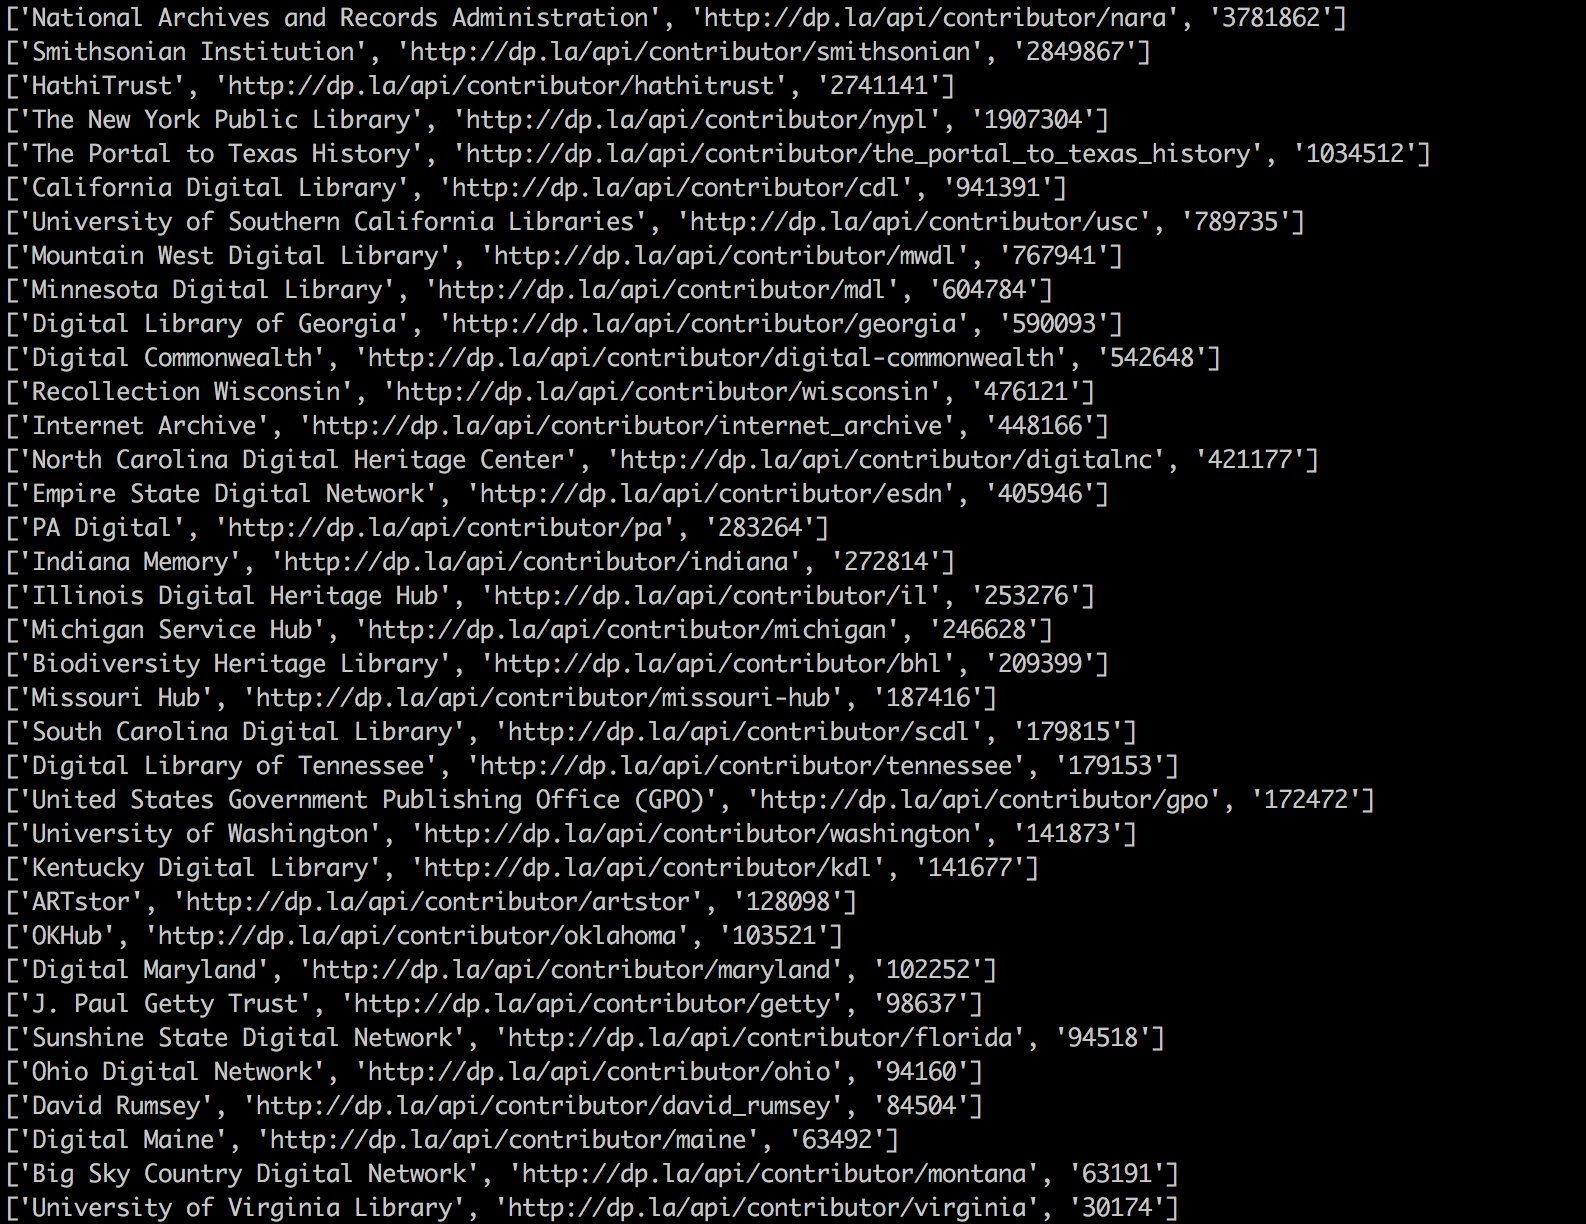 ['National Archives and Records Administration', 'http://dp.la/api/contributor/nara', '3781862']
['Smithsonian Institution', 'http://dp.la/api/contributor/smithsonian', '2849867']
['HathiTrust', 'http://dp.la/api/contributor/hathitrust', '2741141']
['The New York Public Library', 'http://dp.la/api/contributor/nypl', '1907304']
['The Portal to Texas History', 'http://dp.la/api/contributor/the_portal_to_texas_history', '1034512']
['California Digital Library', 'http://dp.la/api/contributor/cdl', '941391']
['University of Southern California Libraries', 'http://dp.la/api/contributor/usc', '789735']
['Mountain West Digital Library', 'http://dp.la/api/contributor/mwdl', '767941']
['Minnesota Digital Library', 'http://dp.la/api/contributor/mdl', '604784']
['Digital Library of Georgia', 'http://dp.la/api/contributor/georgia', '590093']
['Digital Commonwealth', 'http://dp.la/api/contributor/digital-commonwealth', '542648']
['Recollection Wisconsin', 'http://dp.la/api/contributor/wisconsin', '476121']
['Internet Archive', 'http://dp.la/api/contributor/internet_archive', '448166']
['North Carolina Digital Heritage Center', 'http://dp.la/api/contributor/digitalnc', '421177']
['Empire State Digital Network', 'http://dp.la/api/contributor/esdn', '405946']
['PA Digital', 'http://dp.la/api/contributor/pa', '283264']
['Indiana Memory', 'http://dp.la/api/contributor/indiana', '272814']
['Illinois Digital Heritage Hub', 'http://dp.la/api/contributor/il', '253276']
['Michigan Service Hub', 'http://dp.la/api/contributor/michigan', '246628']
['Biodiversity Heritage Library', 'http://dp.la/api/contributor/bhl', '209399']
['Missouri Hub', 'http://dp.la/api/contributor/missouri-hub', '187416']
['South Carolina Digital Library', 'http://dp.la/api/contributor/scdl', '179815']
['Digital Library of Tennessee', 'http://dp.la/api/contributor/tennessee', '179153']
['United States Government Publishing Office (GPO)', 'http://dp.la/api/contributor/gpo', '172472']
['University of Washington', 'http://dp.la/api/contributor/washington', '141873']
['Kentucky Digital Library', 'http://dp.la/api/contributor/kdl', '141677']
['ARTstor', 'http://dp.la/api/contributor/artstor', '128098']
['OKHub', 'http://dp.la/api/contributor/oklahoma', '103521']
['Digital Maryland', 'http://dp.la/api/contributor/maryland', '102252']
['J. Paul Getty Trust', 'http://dp.la/api/contributor/getty', '98637']
['Sunshine State Digital Network', 'http://dp.la/api/contributor/florida', '94518']
['Ohio Digital Network', 'http://dp.la/api/contributor/ohio', '94160']
['David Rumsey', 'http://dp.la/api/contributor/david_rumsey', '84504']
['Digital Maine', 'http://dp.la/api/contributor/maine', '63492']
['Big Sky Country Digital Network', 'http://dp.la/api/contributor/montana', '63191']
['University of Virginia Library', 'http://dp.la/api/contributor/virginia', '30174']